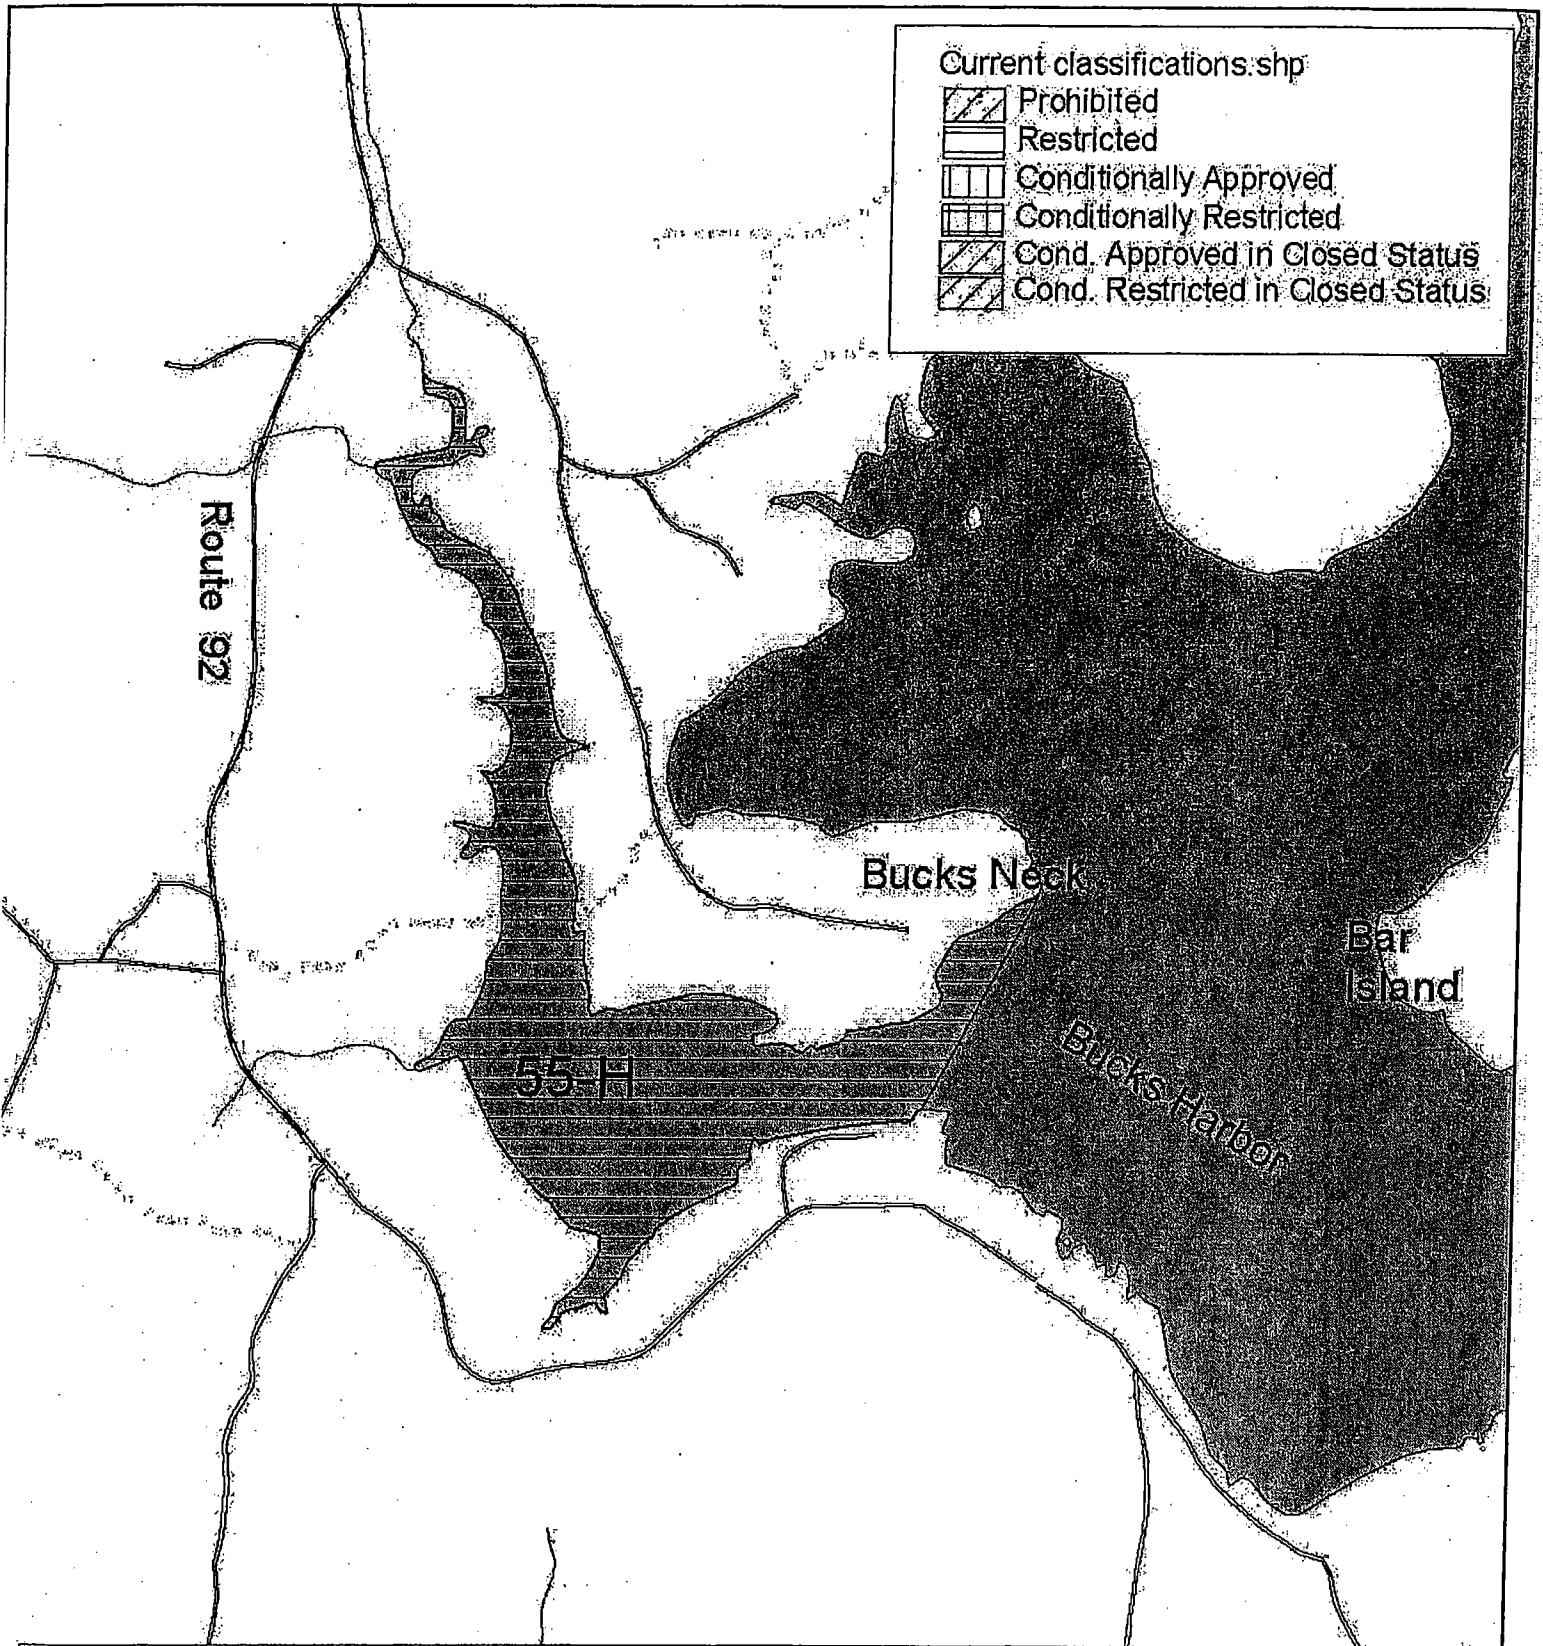 Current classifications.shp
Prohibited
Restricted
Conditionally Approved
Conditionally Restricted
Cond. Approved in Closed Status
Cond. Restricted in Closed Status
Route 92
Bucks Neck
Bar
Island
Bucks Harbor
55-H